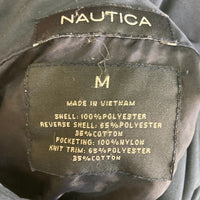 NAUTICA
M
MADE IN VIETNAM
SHELL: 100% POLYESTER
REVERSE SHELL: 65% POLYESTER
35% COTTON
POCKETING: 100% NYLON
KNIT TRIM: 65% POLYESTER
35% COTTON